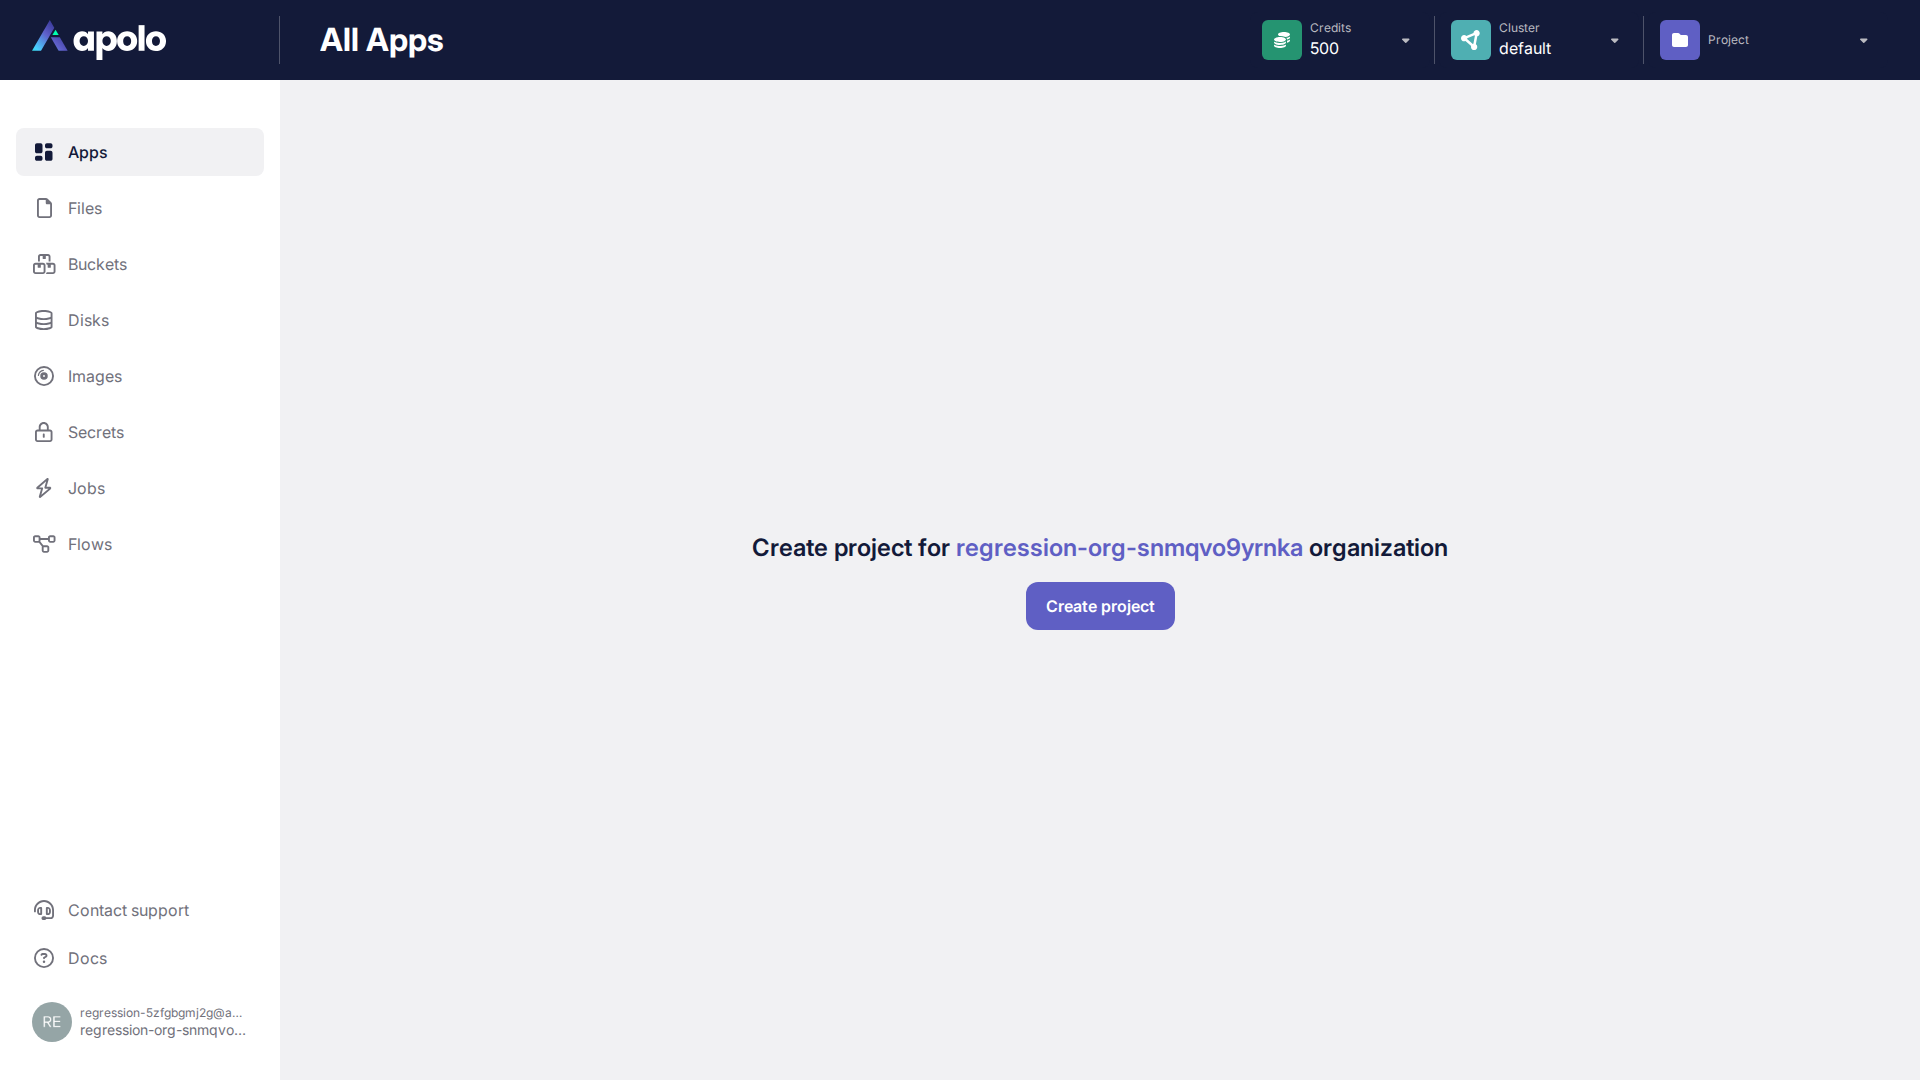 apolo
All Apps
Credits
500
Cluster
default
Project
Apps
Files
Buckets
Disks
Images
Secrets
Jobs
Flows
Create project for regression-org-snmqvo9yrnka organization
Create project
Contact support
Docs
RE
regression-5zfgbgmj2g@a...
regression-org-snmqvo...